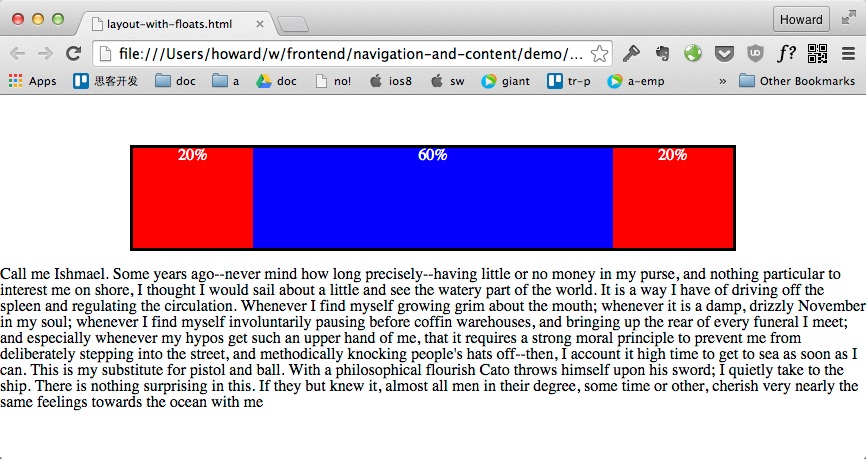 layout-with-floats.html
Howard
file:///Users/howard/w/frontend/navigation-and-content/demo/...
f?
Apps 思客开发 doc a doc no! ios8 sw giant tr-p a-emp » Other Bookmarks
20% 60% 20%
Call me Ishmael. Some years ago--never mind how long precisely--having little or no money in my purse, and nothing particular to
interest me on shore, I thought I would sail about a little and see the watery part of the world. It is a way I have of driving off the
spleen and regulating the circulation. Whenever I find myself growing grim about the mouth; whenever it is a damp, drizzly November
in my soul; whenever I find myself involuntarily pausing before coffin warehouses, and bringing up the rear of every funeral I meet;
and especially whenever my hypos get such an upper hand of me, that it requires a strong moral principle to prevent me from
deliberately stepping into the street, and methodically knocking people's hats off--then, I account it high time to get to sea as soon as I
can. This is my substitute for pistol and ball. With a philosophical flourish Cato throws himself upon his sword; I quietly take to the
ship. There is nothing surprising in this. If they but knew it, almost all men in their degree, some time or other, cherish very nearly the
same feelings towards the ocean with me